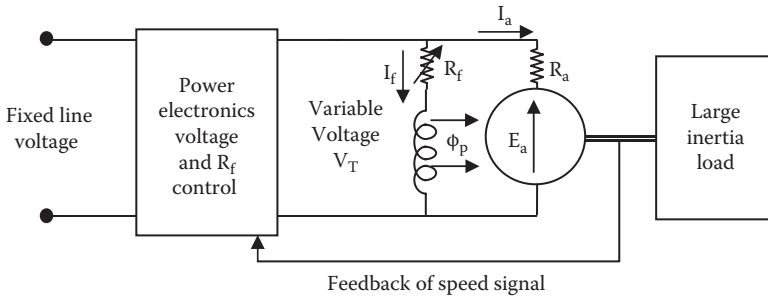 Fixed line
voltage
Power
electronics
voltage
and R_f
control
Variable
Voltage
V_T
I_f
R_f
I_a
R_a
ϕ_p
E_a
Large
inertia
load
Feedback of speed signal